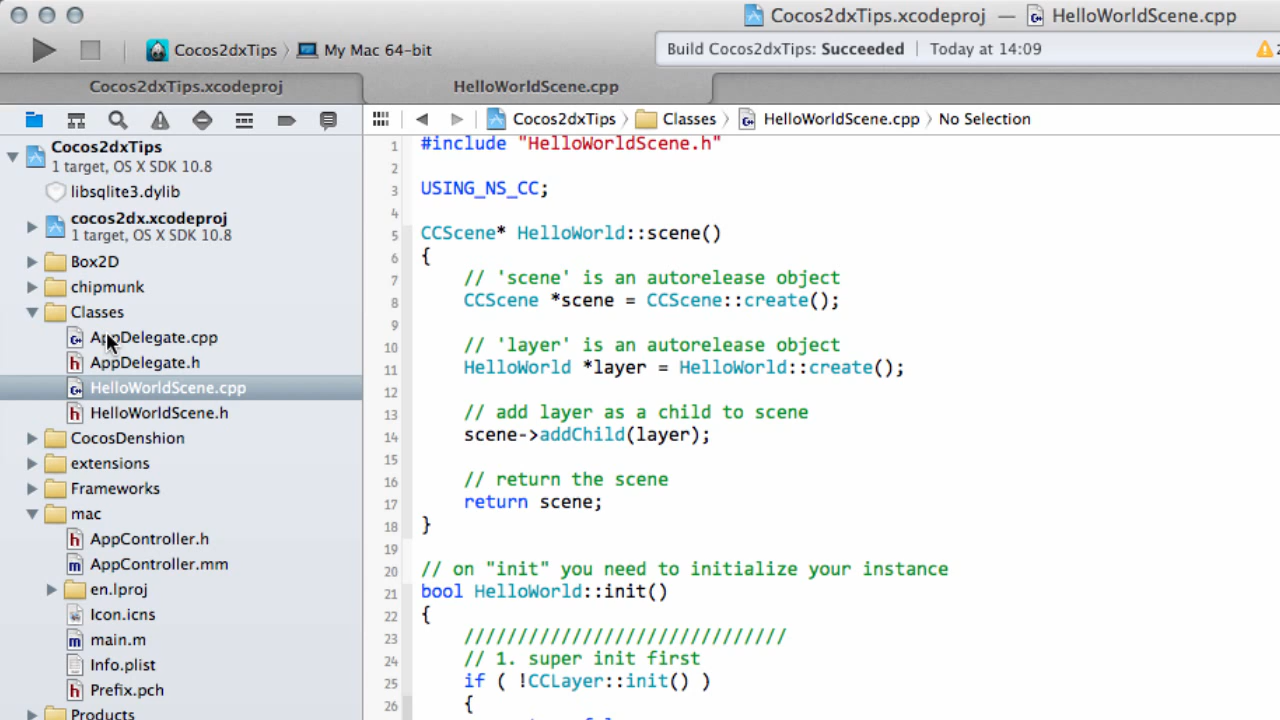 Cocos2dxTips.xcodeproj — HelloWorldScene.cpp
Cocos2dxTips 〉 My Mac 64-bit
Build Cocos2dxTips: Succeeded | Today at 14:09
2
Cocos2dxTips.xcodeproj
HelloWorldScene.cpp
Cocos2dxTips 〉 Classes 〉 HelloWorldScene.cpp 〉 No Selection
Cocos2dxTips
1 target, OS X SDK 10.8
libsqlite3.dylib
cocos2dx.xcodeproj
1 target, OS X SDK 10.8
Box2D
chipmunk
Classes
AppDelegate.cpp
AppDelegate.h
HelloWorldScene.cpp
HelloWorldScene.h
CocosDenshion
extensions
Frameworks
mac
AppController.h
AppController.mm
en.lproj
Icon.icns
main.m
Info.plist
Prefix.pch
Products
1 #include "HelloWorldScene.h"
2
3 USING_NS_CC;
4
5 CCScene* HelloWorld::scene()
6 {
7 // 'scene' is an autorelease object
8 CCScene *scene = CCScene::create();
9
10 // 'layer' is an autorelease object
11 HelloWorld *layer = HelloWorld::create();
12
13 // add layer as a child to scene
14 scene->addChild(layer);
15
16 // return the scene
17 return scene;
18 }
19
20 // on "init" you need to initialize your instance
21 bool HelloWorld::init()
22 {
23 //////////////////////////////
24 // 1. super init first
25 if ( !CCLayer::init() )
26 {